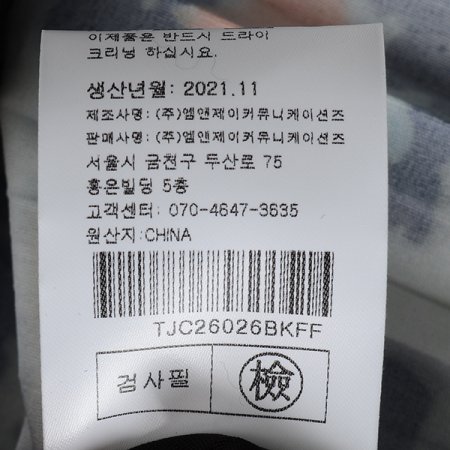 이제품은 반드시 드라이
크리닝 하십시요.
생산년월: 2021.11
제조사명: (주)엠앤제이커뮤니케이션즈
판매사명: (주)엠앤제이커뮤니케이션즈
서울시 금천구 두산로 75
홍은빌딩 5층
고객센터: 070-4647-3635
원산지: CHINA
TJC26026BKFF
검사필 檢